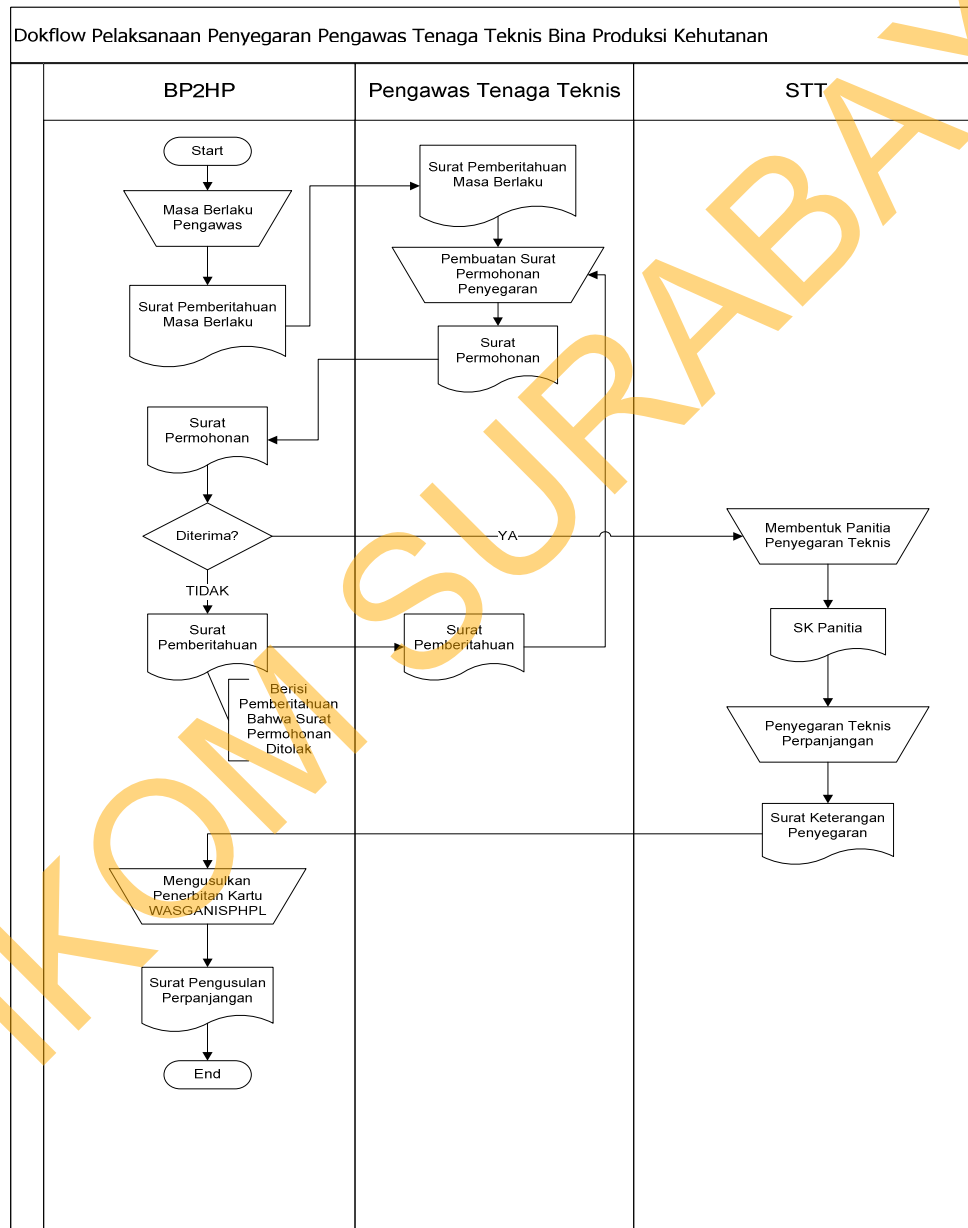 Dokflow Pelaksanaan Penyegaran Pengawas Tenaga Teknis Bina Produksi Kehutanan
BP2HP
Pengawas Tenaga Teknis
STT
Start
Masa Berlaku
Pengawas
Surat Pemberitahuan
Masa Berlaku
Surat Pemberitahuan
Masa Berlaku
Pembuatan Surat
Permohonan
Penyegaran
Surat
Permohonan
Surat
Permohonan
Diterima?
YA
Membentuk Panitia
Penyegaran Teknis
TIDAK
Surat
Pemberitahuan
Surat
Pemberitahuan
SK Panitia
Berisi
Pemberitahuan
Bahwa Surat
Permohonan
Ditolak
Penyegaran Teknis
Perpanjangan
Surat Keterangan
Penyegaran
Mengusulkan
Penerbitan Kartu
WASGANISPHPL
Surat Pengusulan
Perpanjangan
End
IKOM SURABAY